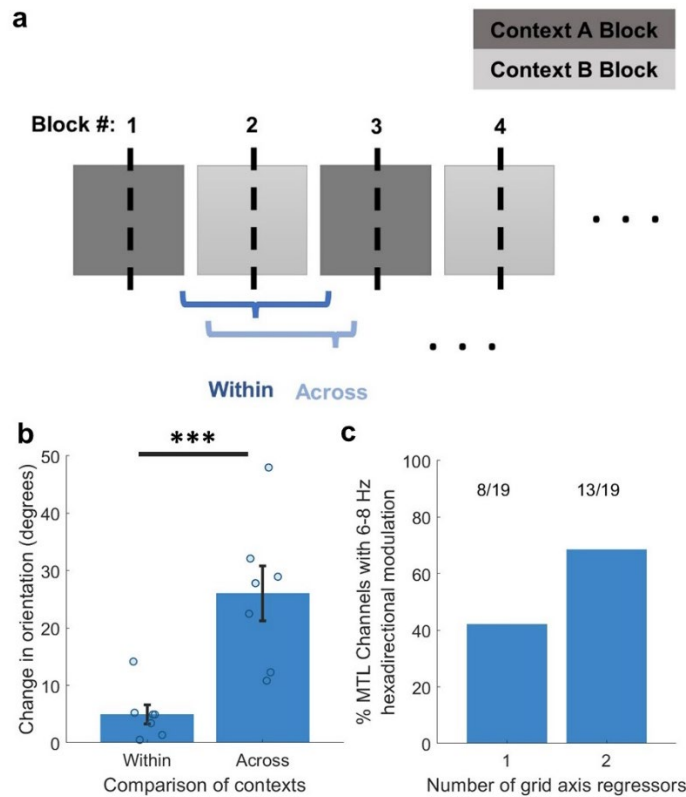 a
Context A Block
Context B Block
Block #: 1 2 3 4
. . .
. . .
Within Across
b
***
Change in orientation (degrees)
50
40
30
20
10
0
Within Across
Comparison of contexts
c
% MTL Channels with 6-8 Hz
hexadirectional modulation
100
80
60
40
20
0
8/19 13/19
1 2
Number of grid axis regressors